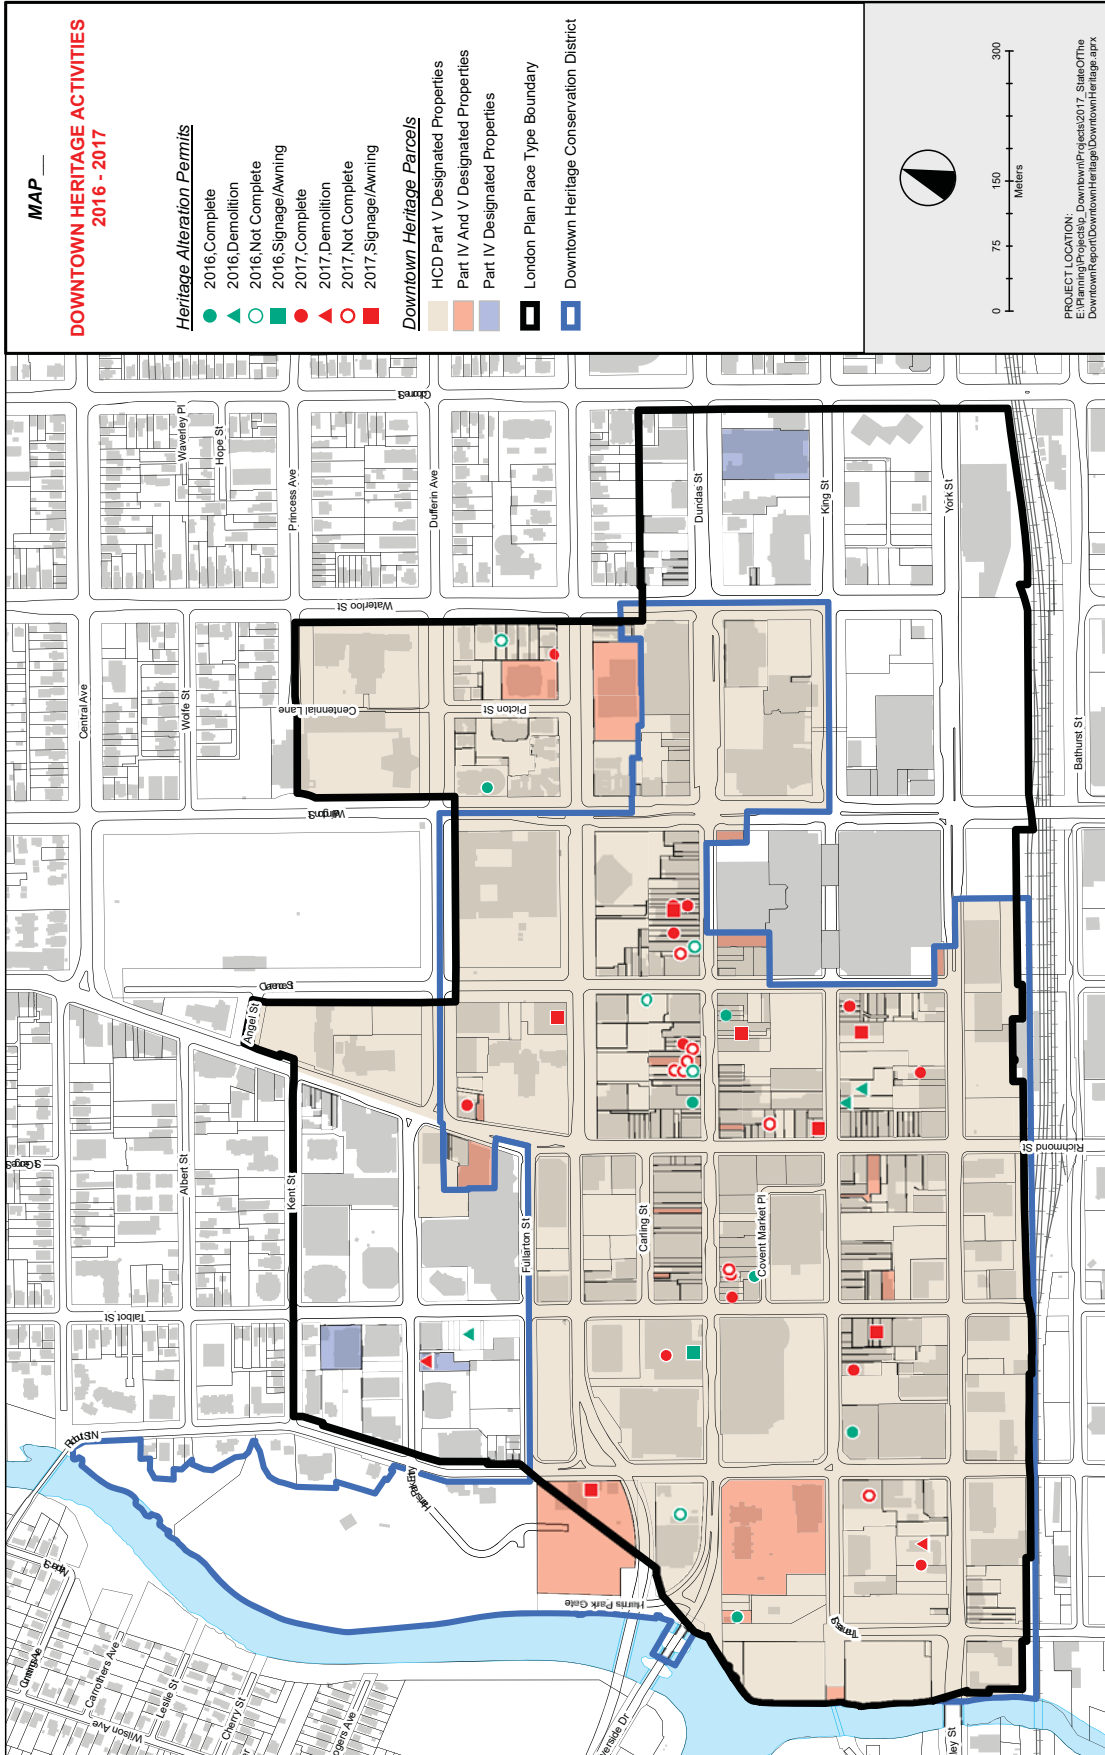 MAP __
DOWNTOWN HERITAGE ACTIVITIES
2016 - 2017
Heritage Alteration Permits
2016,Complete
2016,Demolition
2016,Not Complete
2016,Signage/Awning
2017,Complete
2017,Demolition
2017,Not Complete
2017,Signage/Awning
Downtown Heritage Parcels
HCD Part V Designated Properties
Part IV And V Designated Properties
Part IV Designated Properties
London Plan Place Type Boundary
Downtown Heritage Conservation District
0
75
150
300
Meters
PROJECT LOCATION:
E:\Planning\Projects\p_Downtown\Projects\2017_StateOfThe
DowntownReport\DowntownHeritage\DowntownHeritage.aprx
Waverley Pl
Hope St
Princess Ave
Dufferin Ave
Dundas St
King St
York St
Waterloo St
Central Ave
Wolfe St
Centennial Lane
Picton St
Bathurst St
Angel St
Albert St
Kent St
Fullarton St
Carling St
Covent Market Pl
Richmond St
Talbot St
Harris Park Gate
Carrothers Ave
Leslie St
Wilson Ave
Cherry St
ogers Ave
verside Dr
ley St